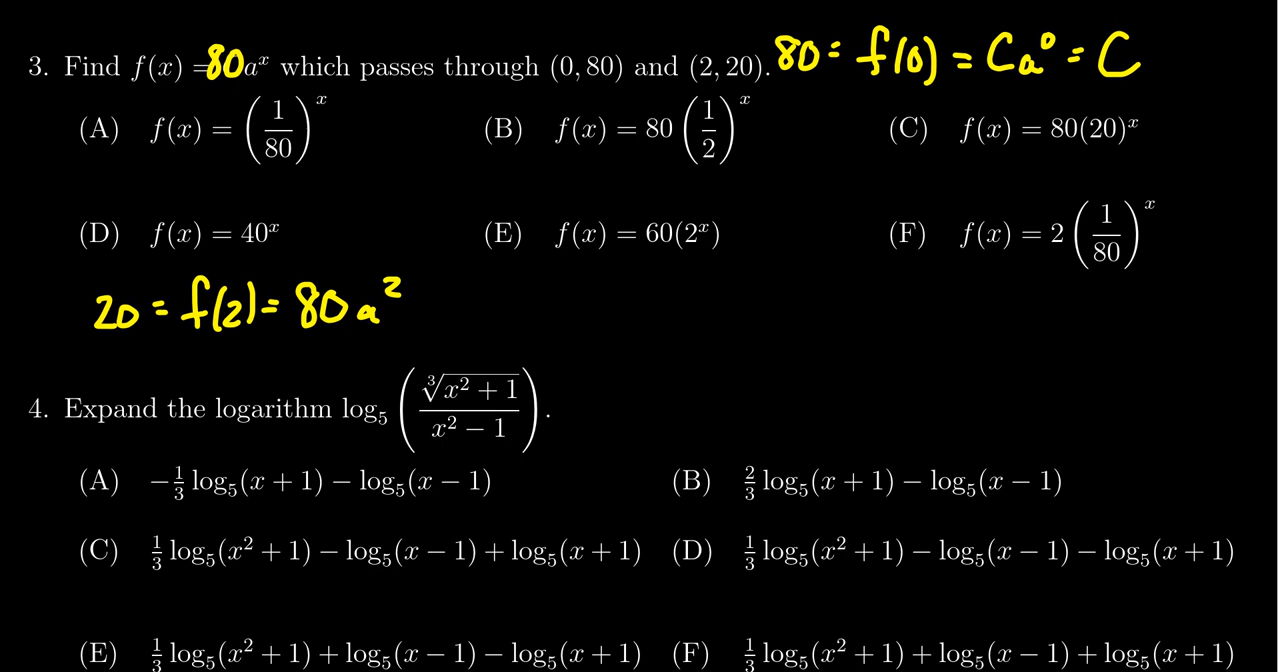 3. Find f(x) = 80a^x which passes through (0, 80) and (2, 20). 80 = f(0) = Ca^0 = C
(A) f(x) = (1/80)^x (B) f(x) = 80(1/2)^x (C) f(x) = 80(20)^x
(D) f(x) = 40^x (E) f(x) = 60(2^x) (F) f(x) = 2(1/80)^x
20 = f(2) = 80a^2
4. Expand the logarithm log_5(∛(x^2 + 1)/(x^2 − 1)).
(A) −1/3 log_5(x + 1) − log_5(x − 1) (B) 2/3 log_5(x + 1) − log_5(x − 1)
(C) 1/3 log_5(x^2 + 1) − log_5(x − 1) + log_5(x + 1) (D) 1/3 log_5(x^2 + 1) − log_5(x − 1) − log_5(x + 1)
(E) 1/3 log_5(x^2 + 1) + log_5(x − 1) − log_5(x + 1) (F) 1/3 log_5(x^2 + 1) + log_5(x − 1) + log_5(x + 1)